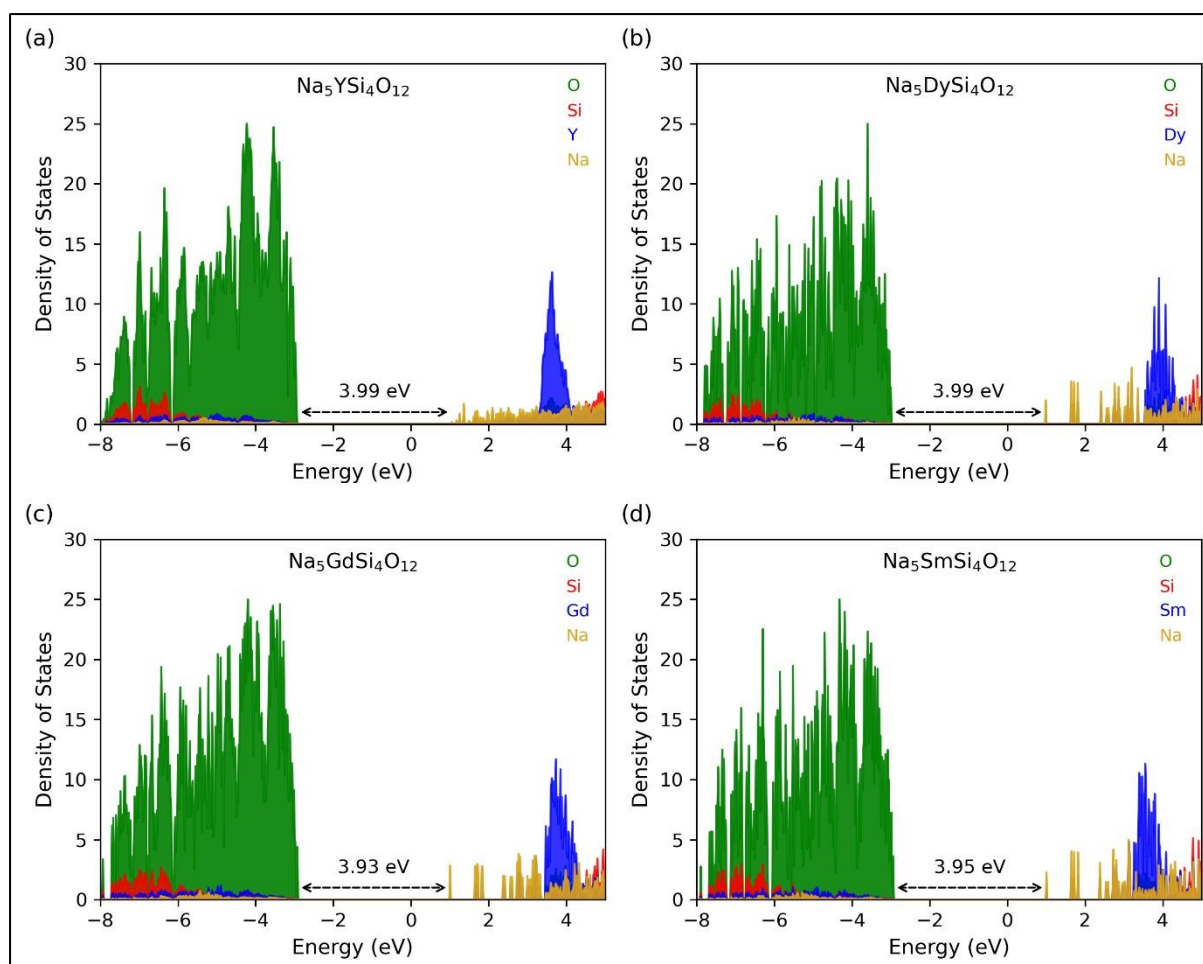 (a)
Na₅YSi₄O₁₂
O
Si
Y
Na
3.99 eV
Density of States
30
25
20
15
10
5
0
−8 −6 −4 −2 0 2 4
Energy (eV)
(b)
Na₅DySi₄O₁₂
O
Si
Dy
Na
3.99 eV
Density of States
30
25
20
15
10
5
0
−8 −6 −4 −2 0 2 4
Energy (eV)
(c)
Na₅GdSi₄O₁₂
O
Si
Gd
Na
3.93 eV
Density of States
30
25
20
15
10
5
0
−8 −6 −4 −2 0 2 4
Energy (eV)
(d)
Na₅SmSi₄O₁₂
O
Si
Sm
Na
3.95 eV
Density of States
30
25
20
15
10
5
0
−8 −6 −4 −2 0 2 4
Energy (eV)